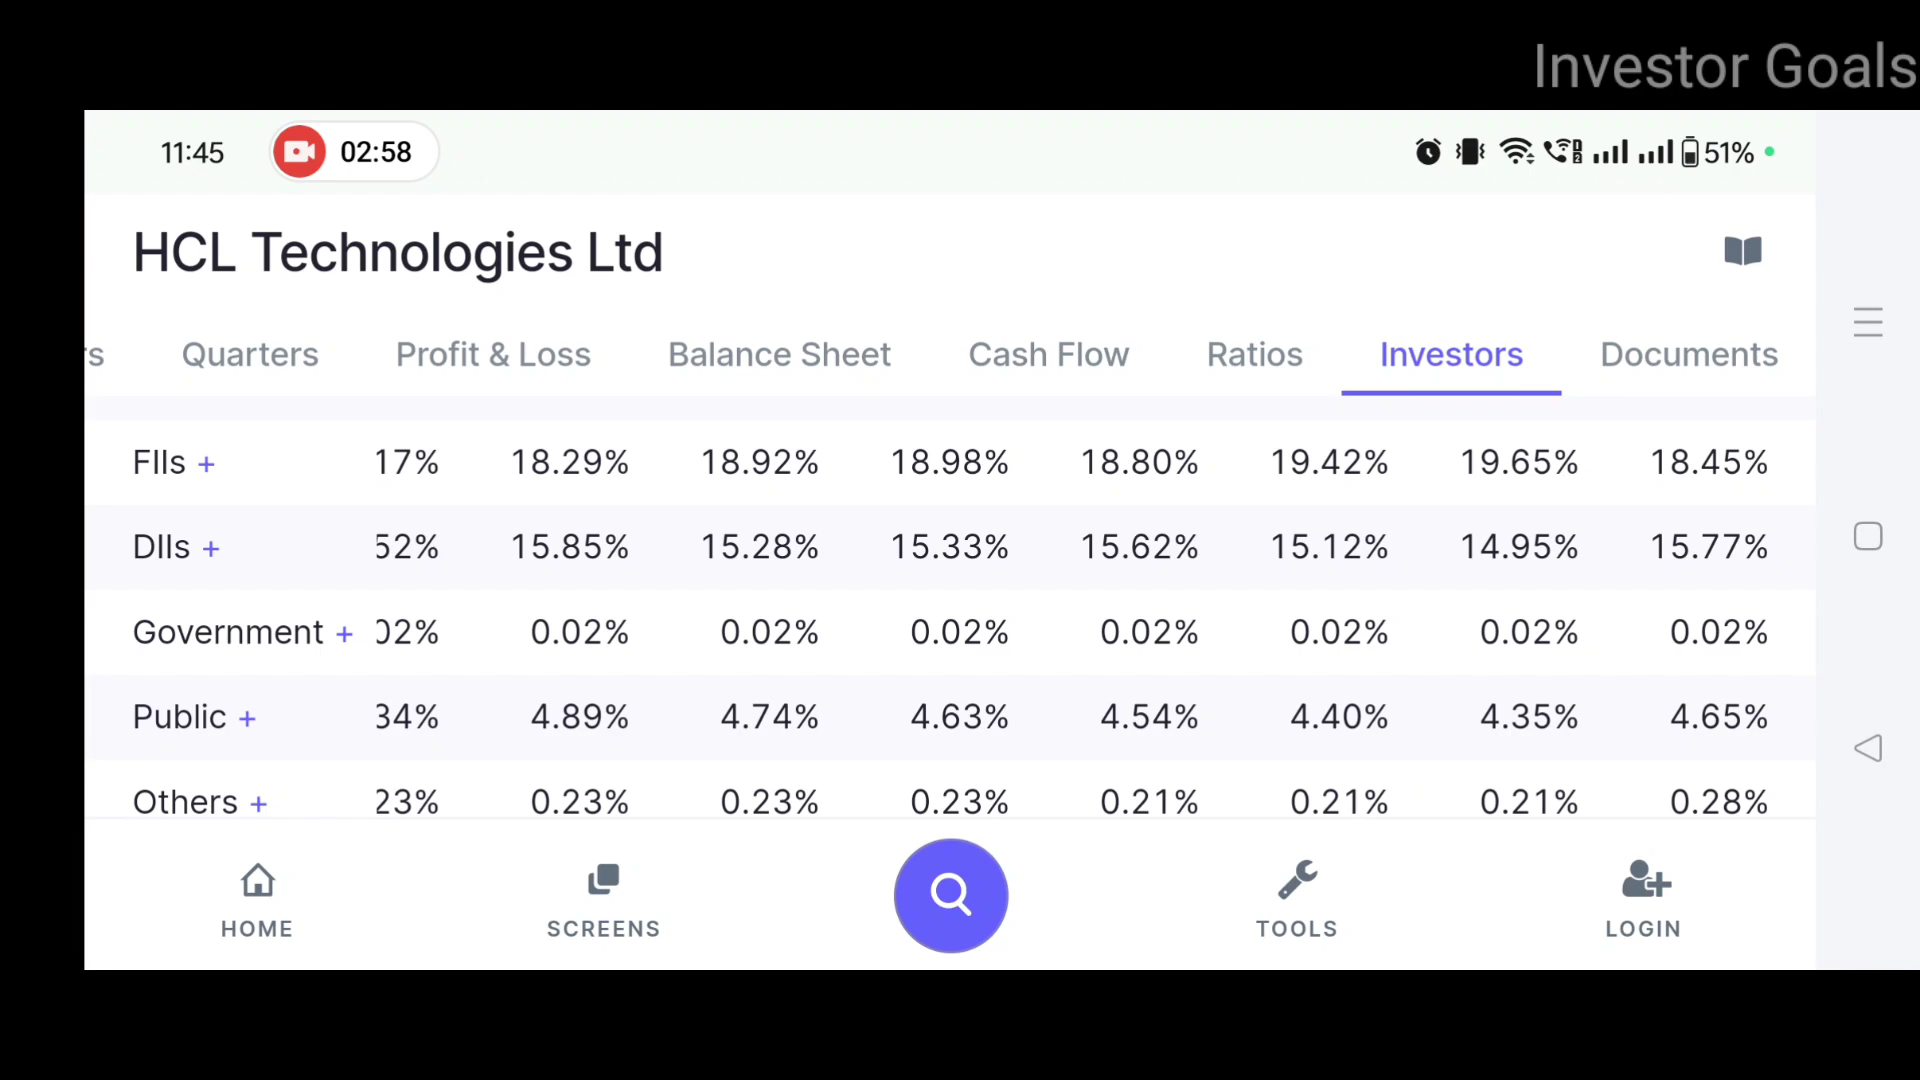 Investor Goals
11:45 02:58 51%
HCL Technologies Ltd
rs Quarters Profit & Loss Balance Sheet Cash Flow Ratios Investors Documents
FIIs + 17% 18.29% 18.92% 18.98% 18.80% 19.42% 19.65% 18.45%
DIIs + 52% 15.85% 15.28% 15.33% 15.62% 15.12% 14.95% 15.77%
Government + 02% 0.02% 0.02% 0.02% 0.02% 0.02% 0.02% 0.02%
Public + 34% 4.89% 4.74% 4.63% 4.54% 4.40% 4.35% 4.65%
Others + 23% 0.23% 0.23% 0.23% 0.21% 0.21% 0.21% 0.28%
HOME SCREENS TOOLS LOGIN